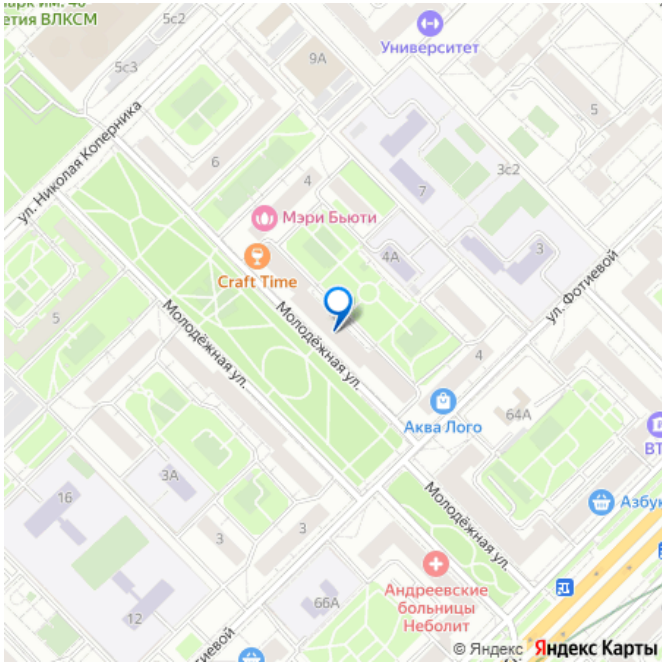 парк им. 40-
етия ВЛКСМ
5с2
5с3
9А
Университет
5
ул. Николая Коперника
6
4
3с2
7
Мэри Бьюти
4А
3
Craft Time
ул. Фотиевой
5
Молодёжная ул.
Молодёжная ул.
4
Аква Лого
64А
ВТ
3А
16
Азбук
3
3
Молодёжная ул.
Андреевские
больницы
Неболит
66А
12
© Яндекс Яндекс Карты